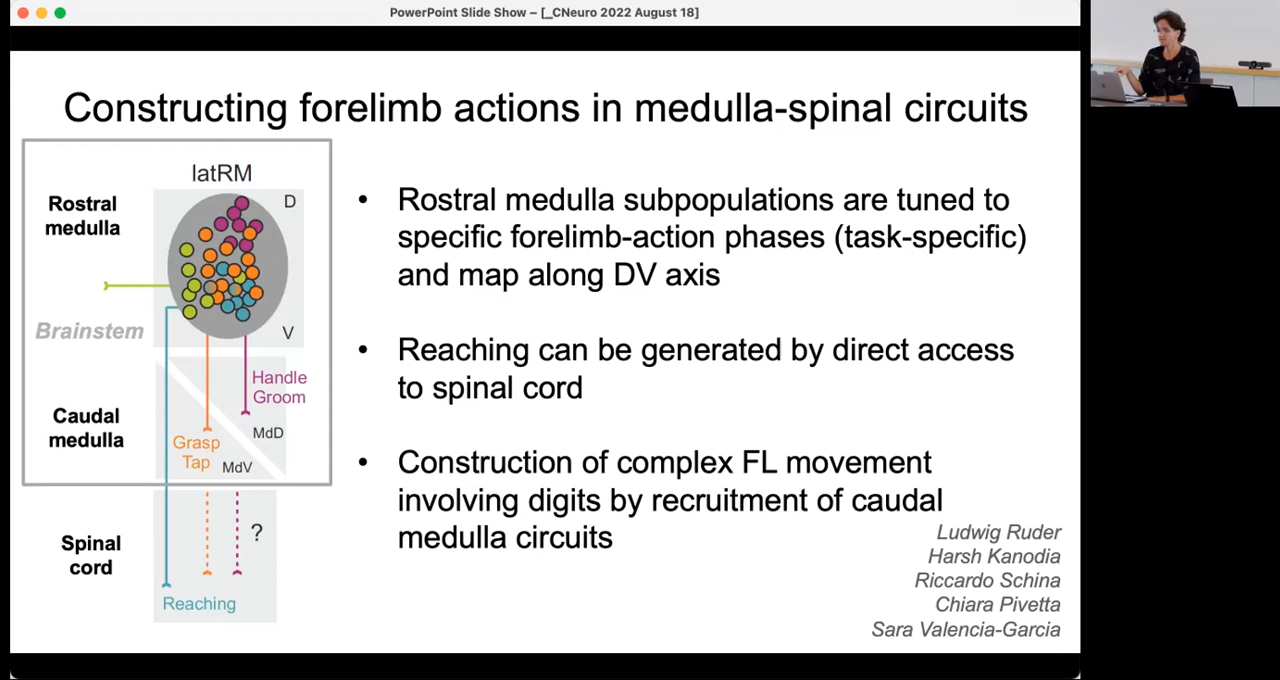 PowerPoint Slide Show – [_CNeuro 2022 August 18]
Constructing forelimb actions in medulla-spinal circuits
latRM
Rostral
medulla
D
Brainstem
V
Handle
Groom
Caudal
medulla
MdD
Grasp
Tap
MdV
Spinal
cord
?
Reaching
• Rostral medulla subpopulations are tuned to
specific forelimb-action phases (task-specific)
and map along DV axis
• Reaching can be generated by direct access
to spinal cord
• Construction of complex FL movement
involving digits by recruitment of caudal
medulla circuits
Ludwig Ruder
Harsh Kanodia
Riccardo Schina
Chiara Pivetta
Sara Valencia-Garcia